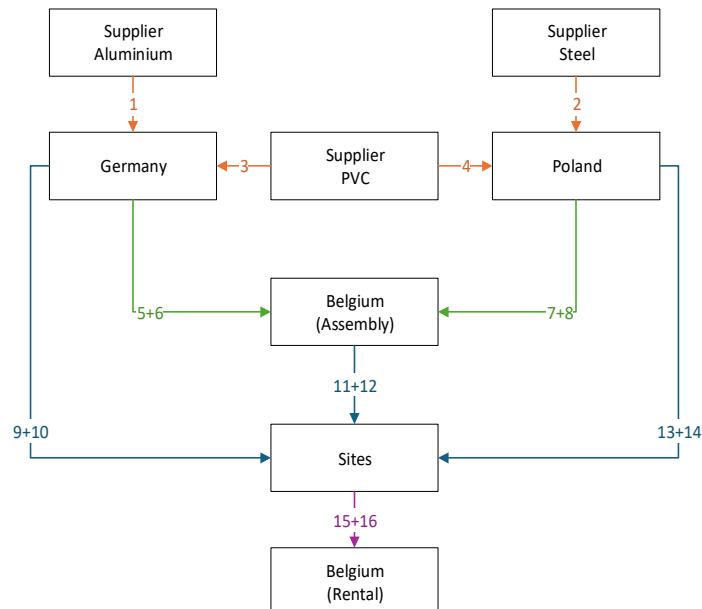 Supplier
Aluminium
Supplier
Steel
1
2
Germany
3
Supplier
PVC
4
Poland
5+6
Belgium
(Assembly)
7+8
11+12
9+10
Sites
13+14
15+16
Belgium
(Rental)